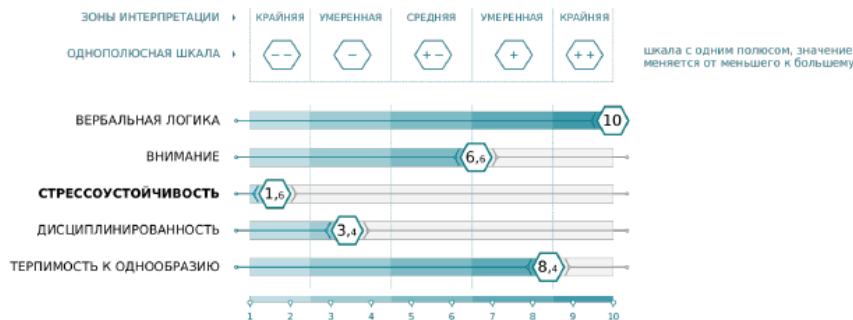 ЗОНЫ ИНТЕРПРЕТАЦИИ КРАЙНЯЯ УМЕРЕННАЯ СРЕДНЯЯ УМЕРЕННАЯ КРАЙНЯЯ
ОДНОПОЛЮСНАЯ ШКАЛА -- - +- + ++ шкала с одним полюсом, значение
меняется от меньшего к большему
ВЕРБАЛЬНАЯ ЛОГИКА 10
ВНИМАНИЕ 6,6
СТРЕССОУСТОЙЧИВОСТЬ 1,6
ДИСЦИПЛИНИРОВАННОСТЬ 3,4
ТЕРПИМОСТЬ К ОДНООБРАЗИЮ 8,4
1 2 3 4 5 6 7 8 9 10